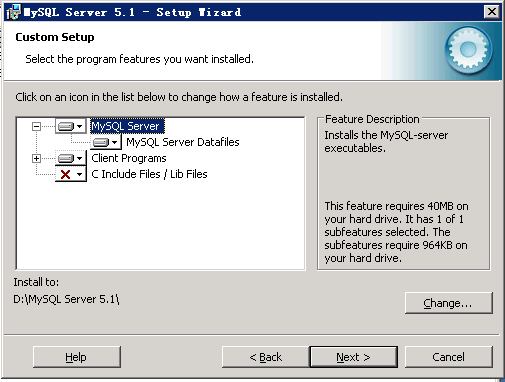 MySQL Server 5.1 - Setup Wizard
Custom Setup
Select the program features you want installed.
Click on an icon in the list below to change how a feature is installed.
MySQL Server
MySQL Server Datafiles
Client Programs
C Include Files / Lib Files
Feature Description
Installs the MySQL-server
executables.
This feature requires 40MB on
your hard drive. It has 1 of 1
subfeatures selected. The
subfeatures require 964KB on
your hard drive.
Install to:
D:\MySQL Server 5.1\
Change...
Help
< Back
Next >
Cancel